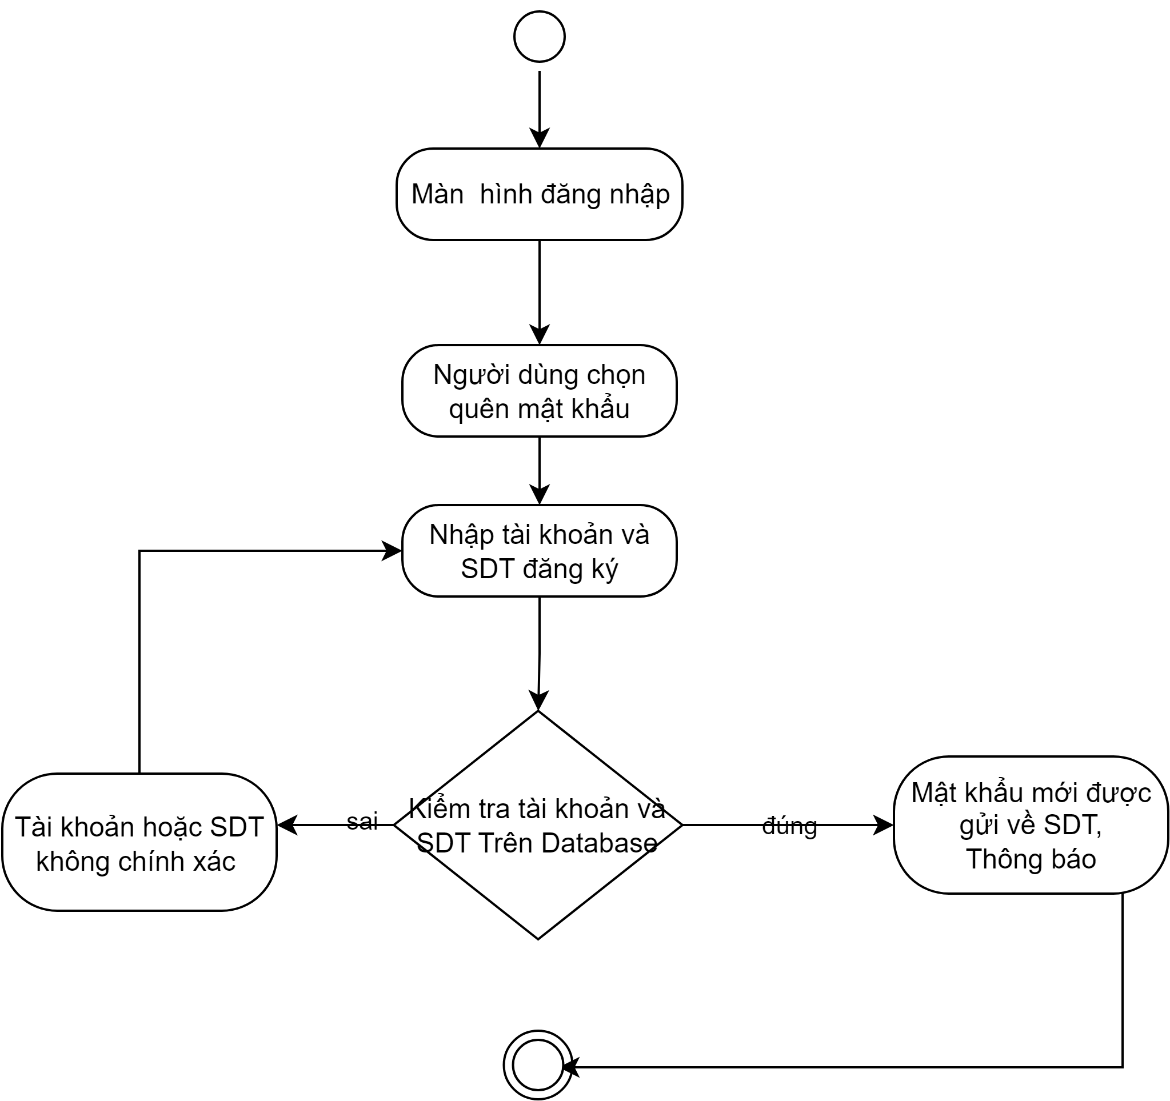 Màn  hình đăng nhập
Người dùng chọn
quên mật khẩu
Nhập tài khoản và
SDT đăng ký
Tài khoản hoặc SDT
không chính xác
sai
Kiểm tra tài khoản và
SDT Trên Database
đúng
Mật khẩu mới được
gửi về SDT,
Thông báo